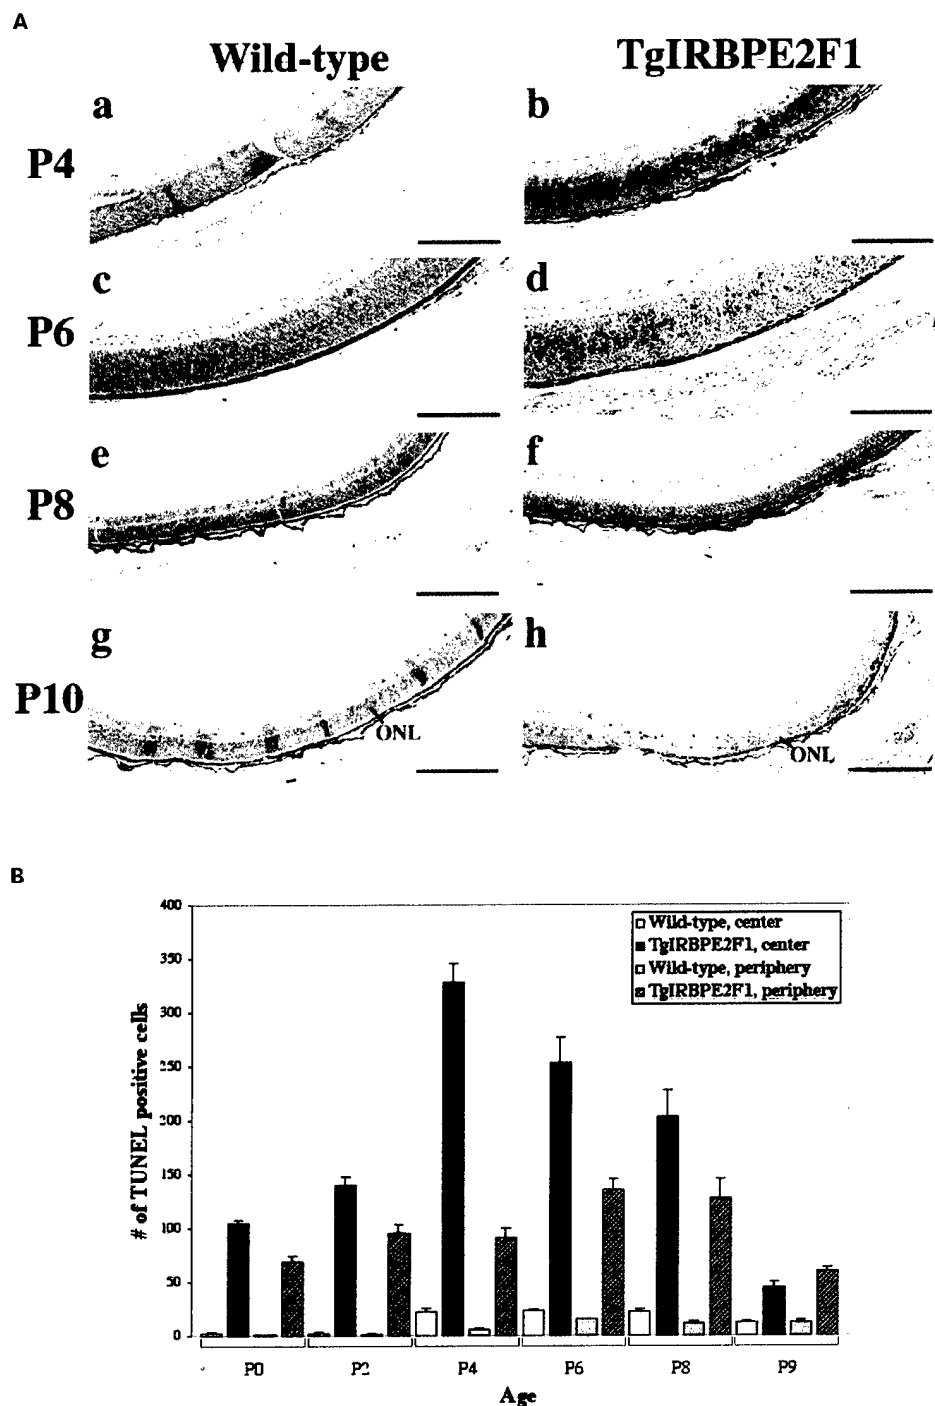 A
Wild-type
TgIRBPE2F1
a
b
P4
c
d
P6
e
f
P8
g
h
P10
ONL
ONL
B
Wild-type, center
TgIRBPE2F1, center
Wild-type, periphery
TgIRBPE2F1, periphery
# of TUNEL positive cells
400
350
300
250
200
150
100
50
0
P0
P2
P4
P6
P8
P9
Age